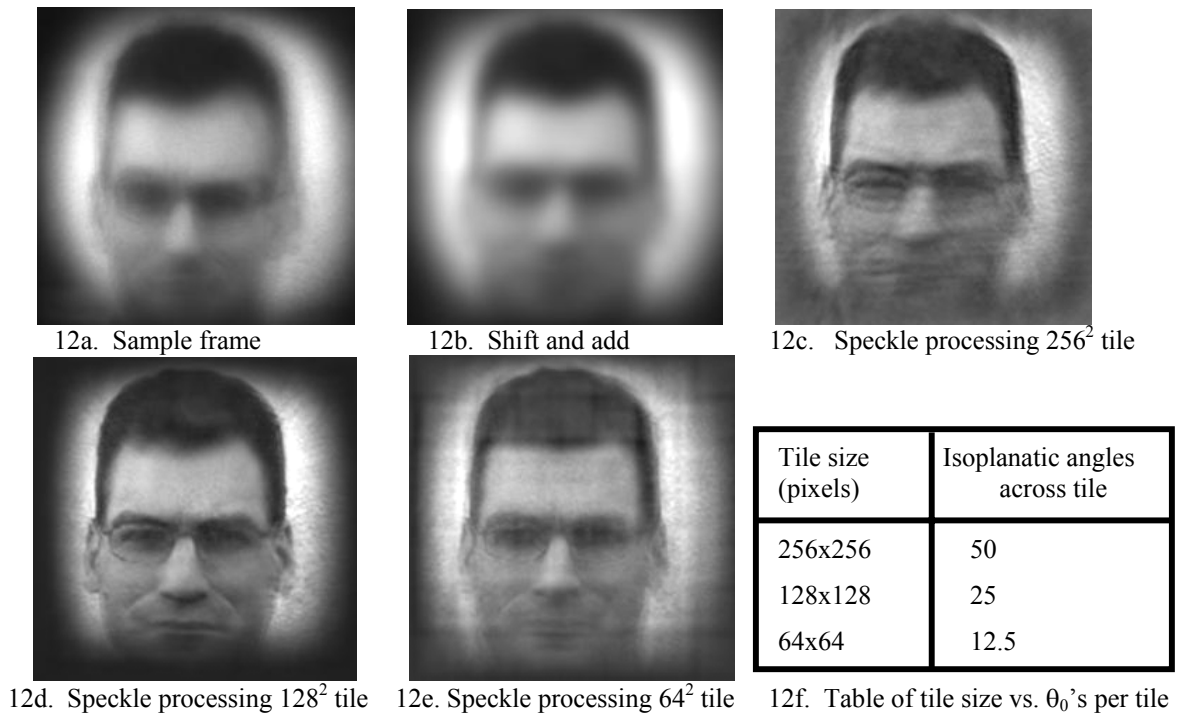 12a. Sample frame
12b. Shift and add
12c. Speckle processing 256² tile
Tile size Isoplanatic angles
(pixels) across tile
256x256 50
128x128 25
64x64 12.5
12d. Speckle processing 128² tile
12e. Speckle processing 64² tile
12f. Table of tile size vs. θ₀'s per tile